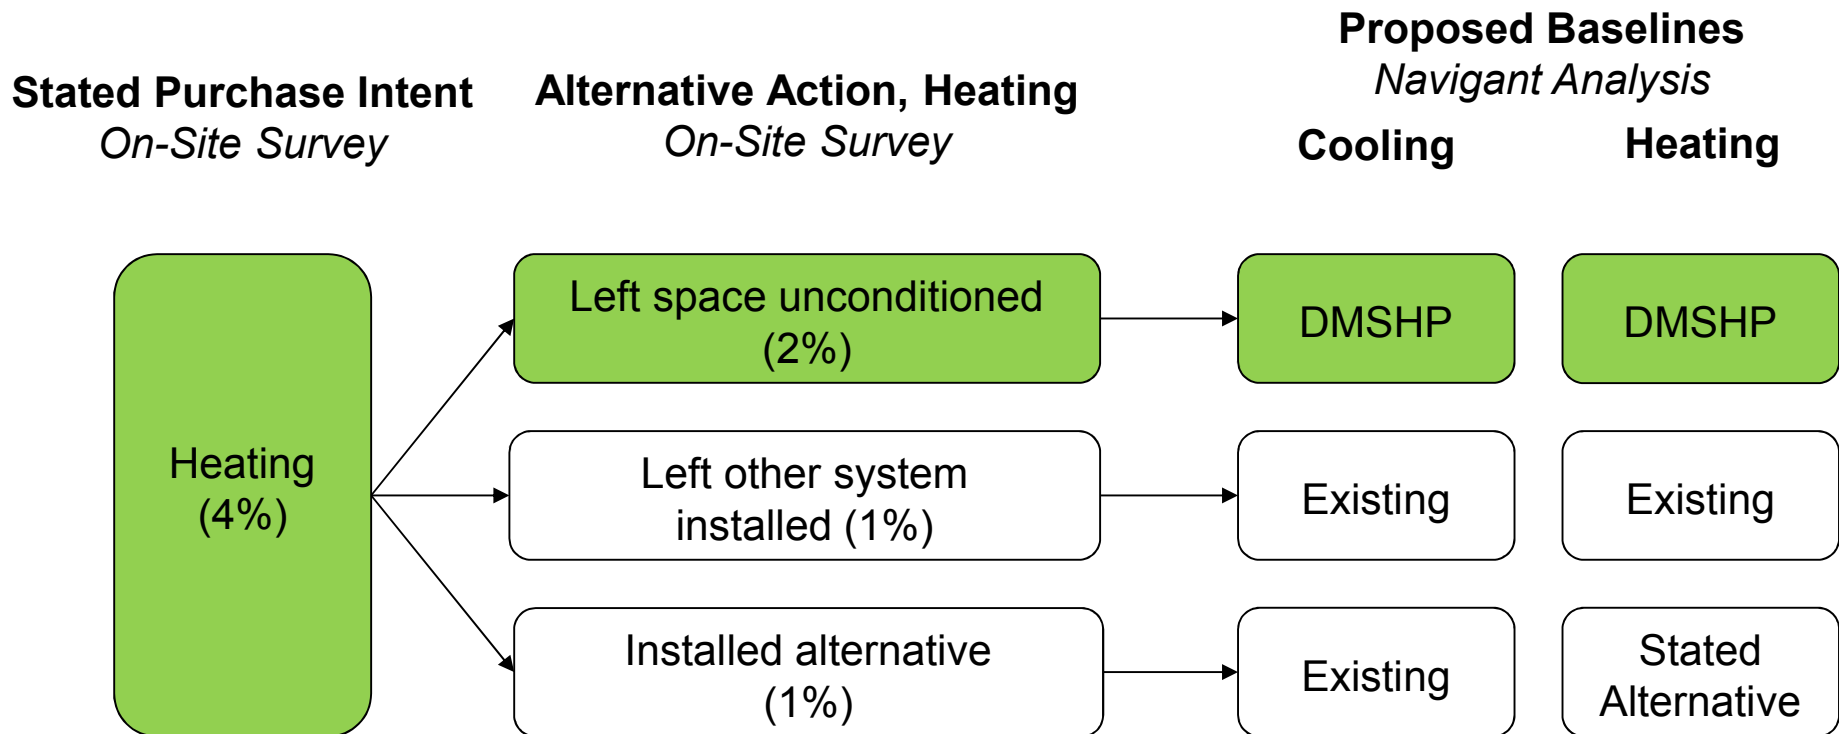 Stated Purchase Intent
On-Site Survey
Alternative Action, Heating
On-Site Survey
Proposed Baselines
Navigant Analysis
Cooling
Heating
Heating
(4%)
Left space unconditioned
(2%)
DMSHP
DMSHP
Left other system
installed (1%)
Existing
Existing
Installed alternative
(1%)
Existing
Stated
Alternative